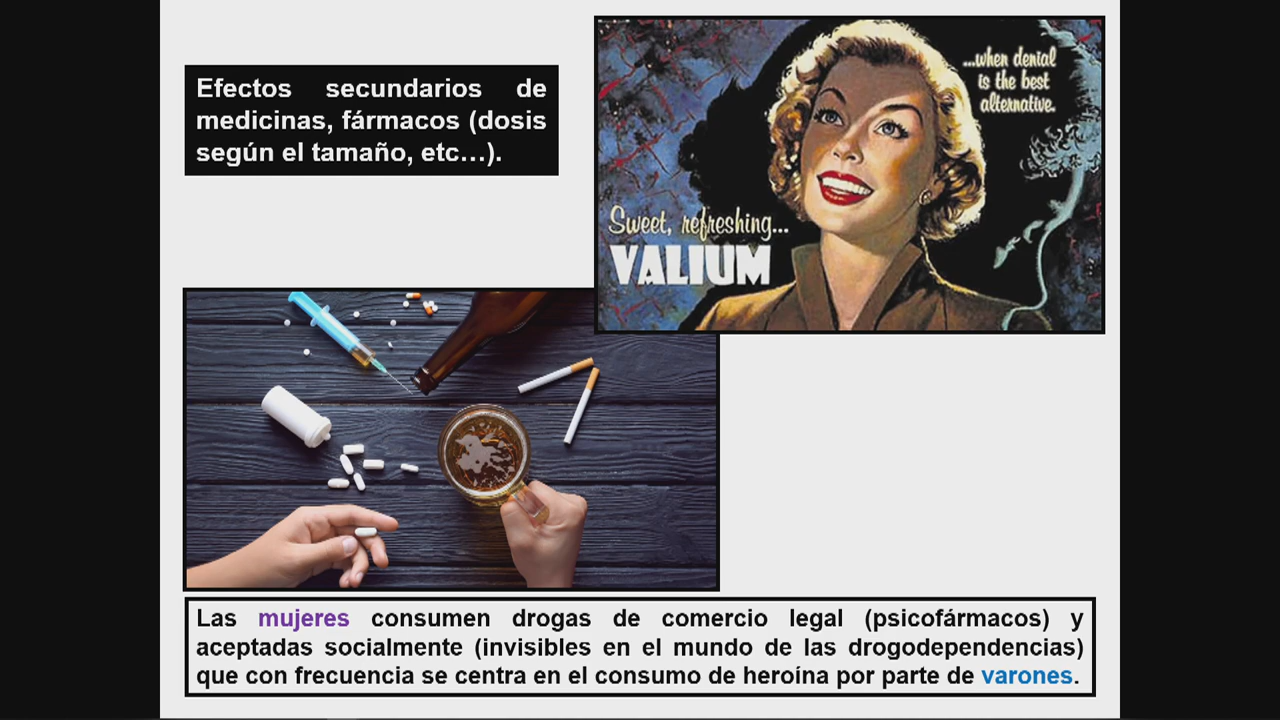 Efectos secundarios de
medicinas, fármacos (dosis
según el tamaño, etc…).
...when denial
is the best
alternative.
Sweet, refreshing...
VALIUM
Las mujeres consumen drogas de comercio legal (psicofármacos) y
aceptadas socialmente (invisibles en el mundo de las drogodependencias)
que con frecuencia se centra en el consumo de heroína por parte de varones.